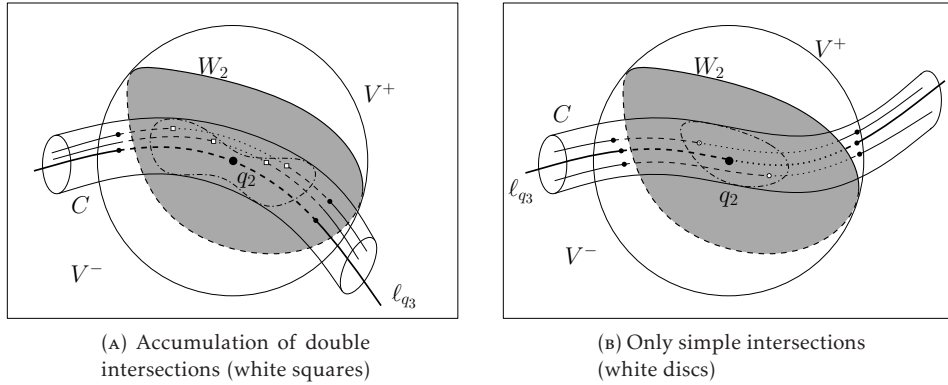 W₂
V⁺
q₂
C
V⁻
ℓq₃
(A) Accumulation of double
intersections (white squares)
V⁺
W₂
C
ℓq₃
q₂
V⁻
(B) Only simple intersections
(white discs)